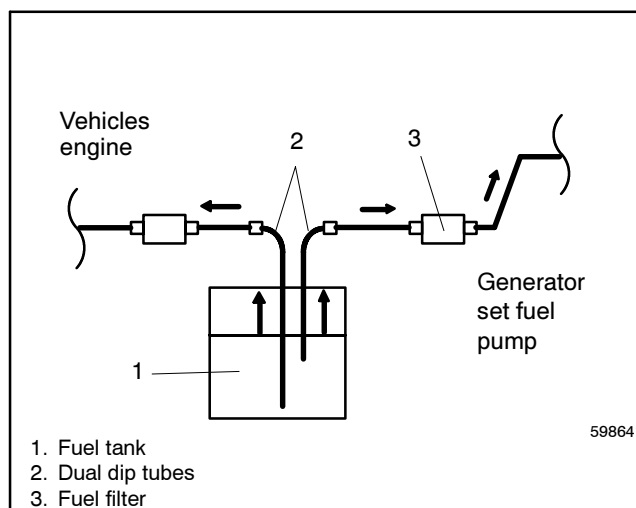 Vehicles
engine
2
3
Generator
set fuel
pump
1
59864
1. Fuel tank
2. Dual dip tubes
3. Fuel filter